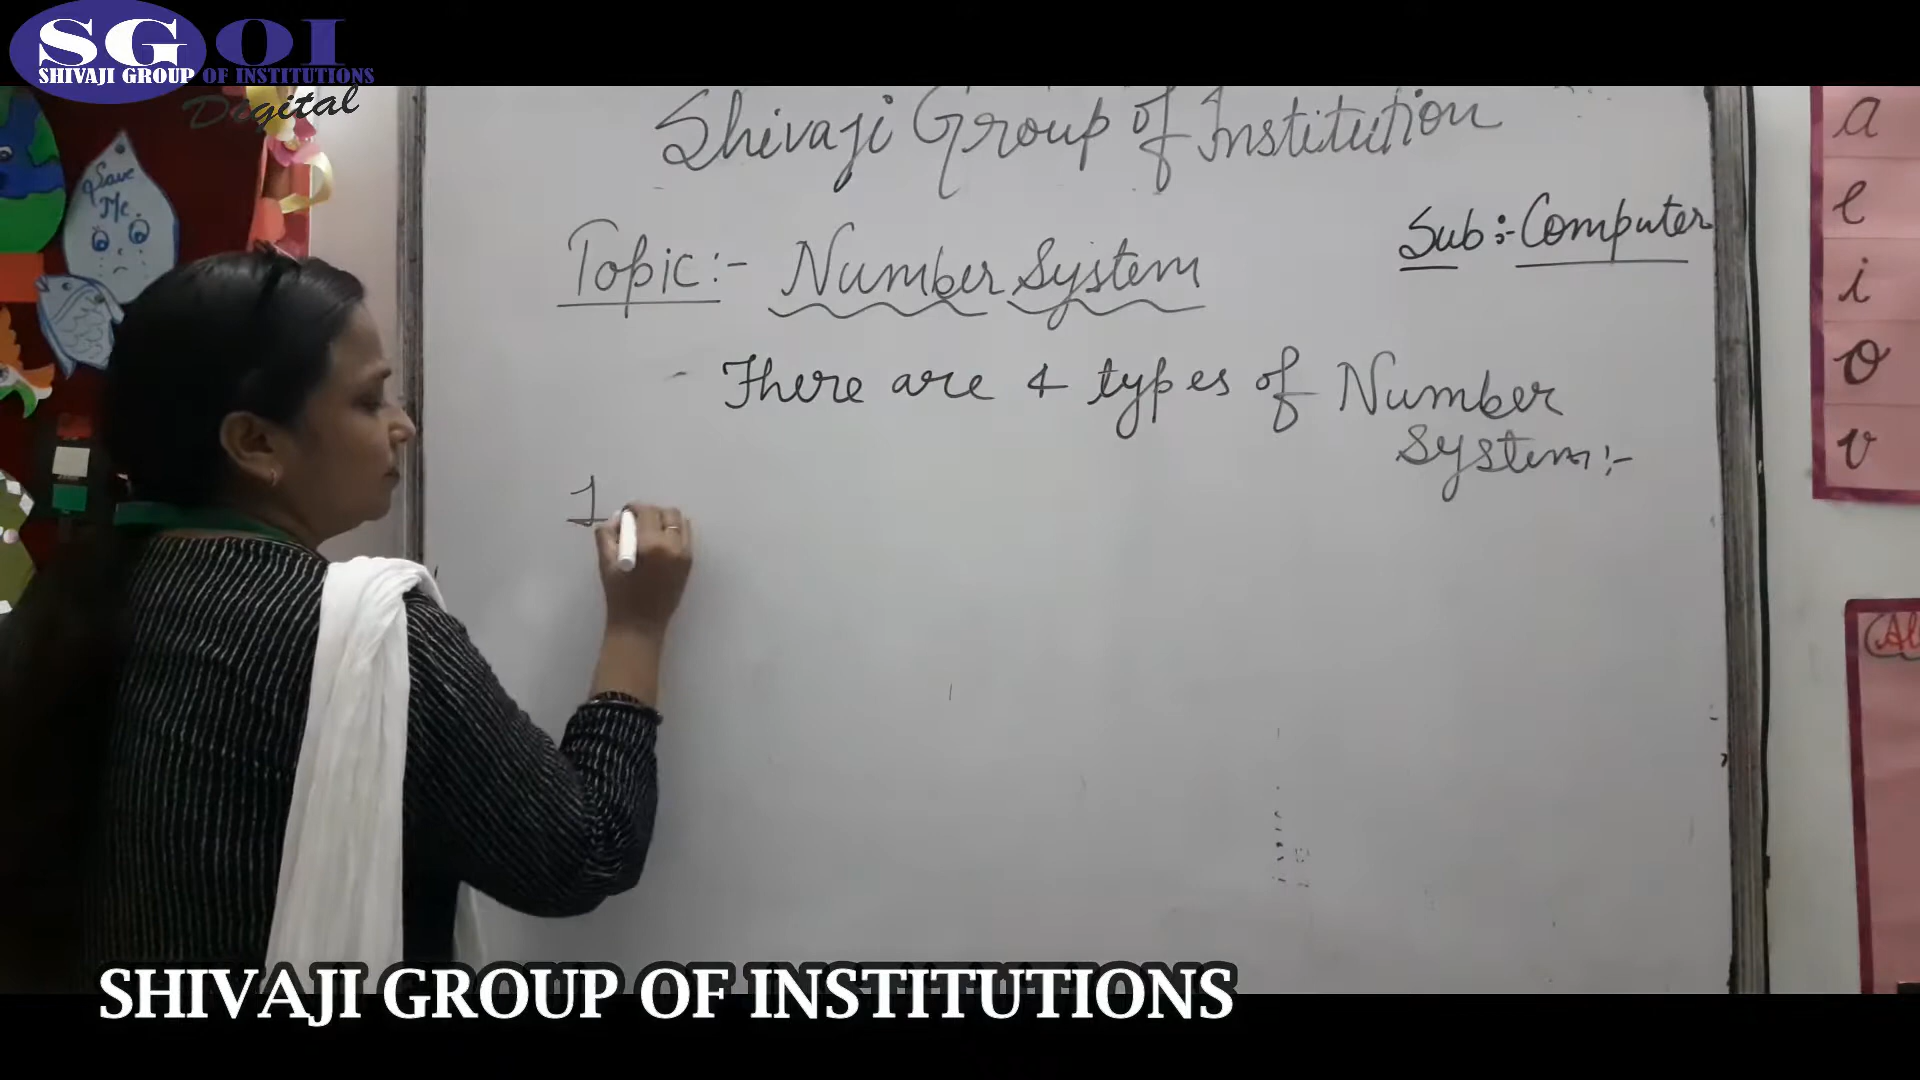 SGOI
SHIVAJI GROUP OF INSTITUTIONS
Digital
Save
Me
Shivaji Group of Institution
Sub:- Computer
Topic:- Number System
- There are 4 types of Number
System:-
1
a
e
i
o
v
SHIVAJI GROUP OF INSTITUTIONS